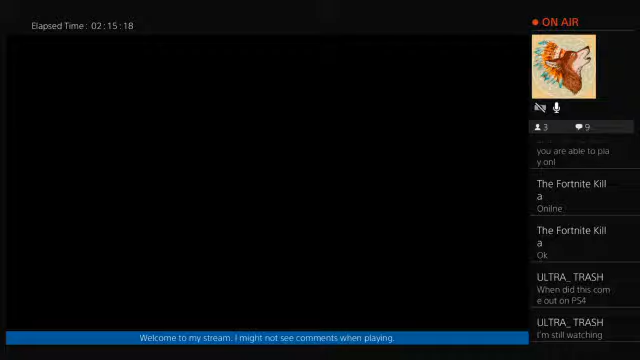 Elapsed Time : 02:15:18
ON AIR
3 9
you are able to pla
y onl
The Fortnite Kill
a
Onilne
The Fortnite Kill
a
Ok
ULTRA_ TRASH
When did this com
e out on PS4
ULTRA_ TRASH
I'm still watching
Welcome to my stream. I might not see comments when playing.